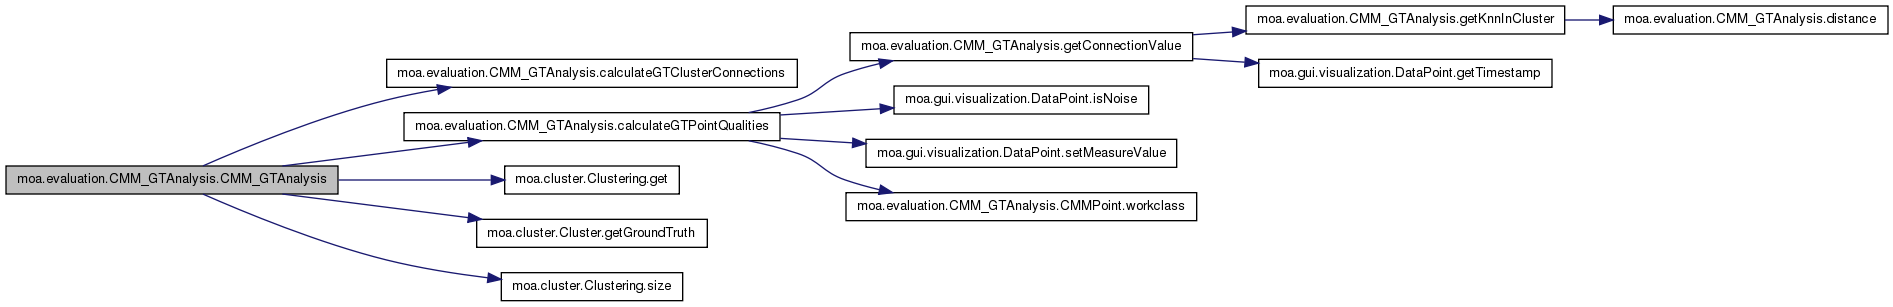 moa.evaluation.CMM_GTAnalysis.CMM_GTAnalysis
moa.evaluation.CMM_GTAnalysis.calculateGTClusterConnections
moa.evaluation.CMM_GTAnalysis.calculateGTPointQualities
moa.cluster.Clustering.get
moa.cluster.Cluster.getGroundTruth
moa.cluster.Clustering.size
moa.evaluation.CMM_GTAnalysis.getConnectionValue
moa.gui.visualization.DataPoint.isNoise
moa.gui.visualization.DataPoint.setMeasureValue
moa.evaluation.CMM_GTAnalysis.CMMPoint.workclass
moa.evaluation.CMM_GTAnalysis.getKnnInCluster
moa.gui.visualization.DataPoint.getTimestamp
moa.evaluation.CMM_GTAnalysis.distance